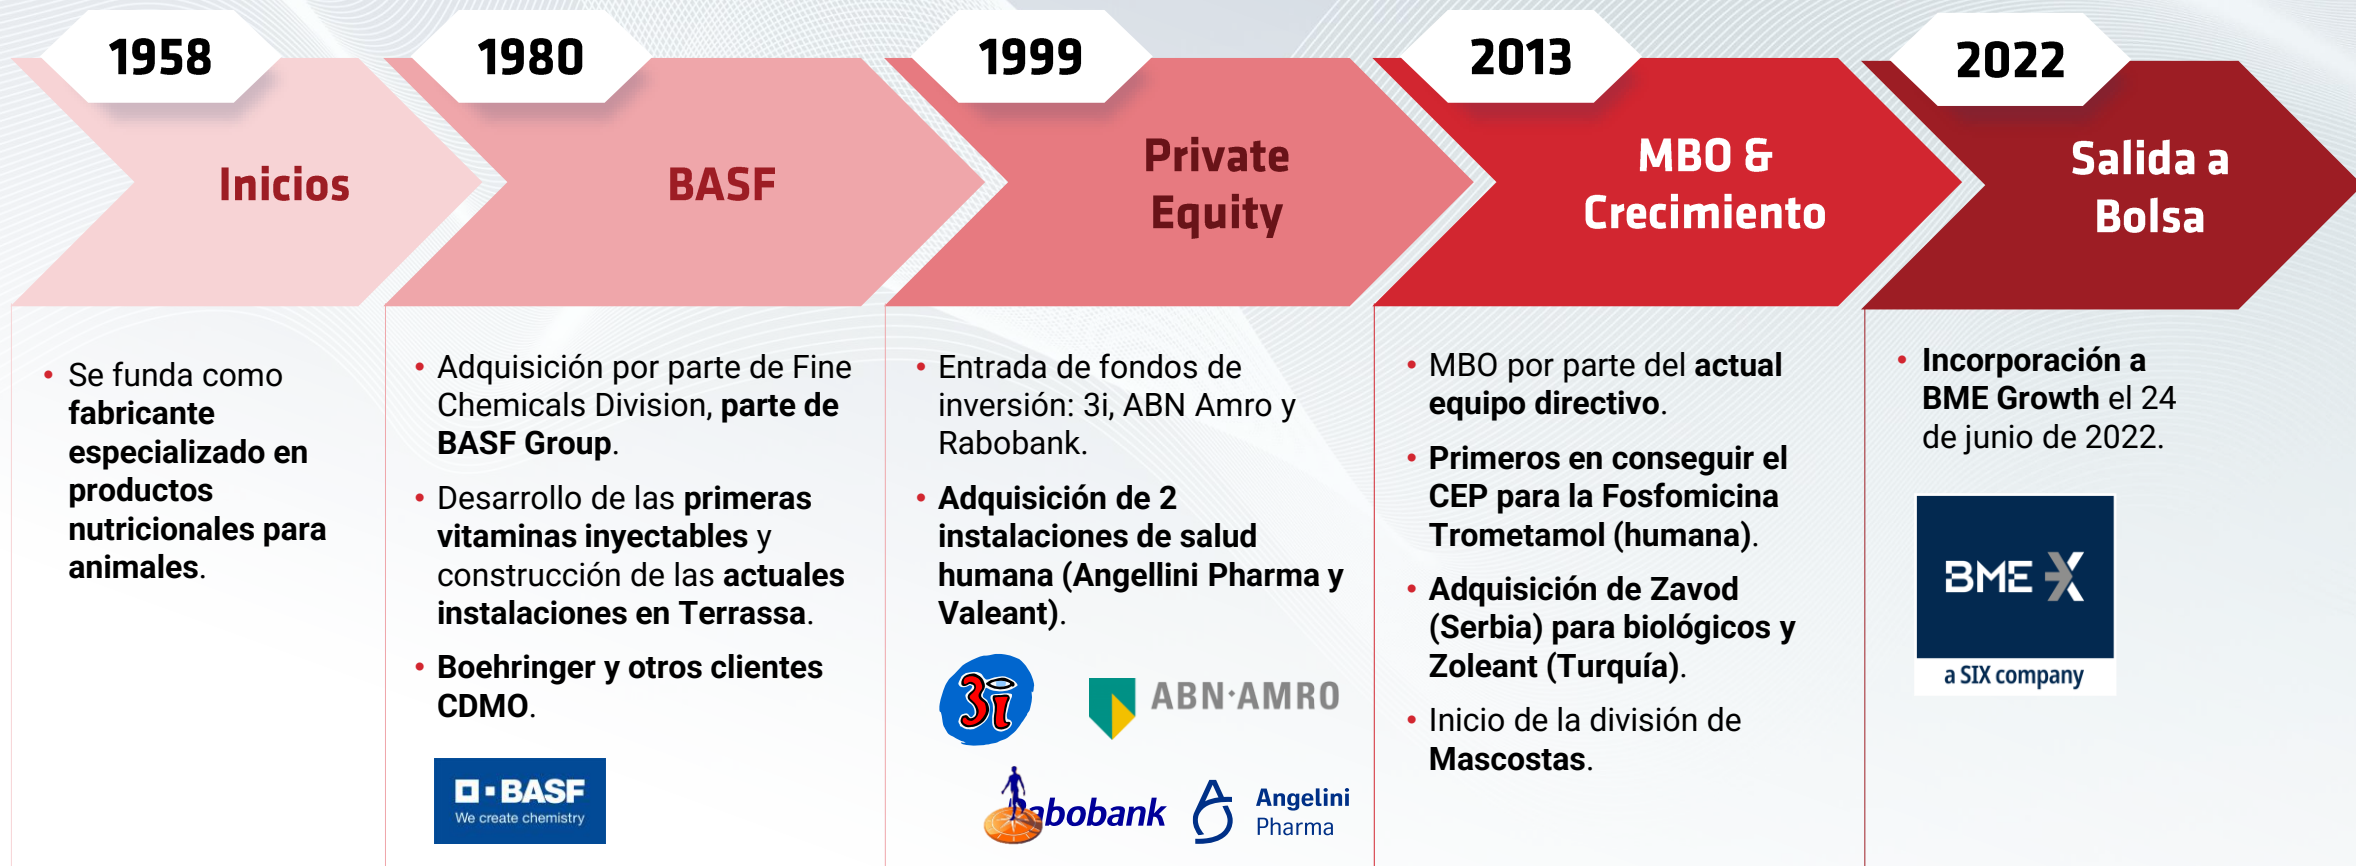 1958
Inicios
• Se funda como
fabricante
especializado en
productos
nutricionales para
animales.
1980
BASF
• Adquisición por parte de Fine
Chemicals Division, parte de
BASF Group.
• Desarrollo de las primeras
vitaminas inyectables y
construcción de las actuales
instalaciones en Terrassa.
• Boehringer y otros clientes
CDMO.
BASF
We create chemistry
1999
Private
Equity
• Entrada de fondos de
inversión: 3i, ABN Amro y
Rabobank.
• Adquisición de 2
instalaciones de salud
humana (Angellini Pharma y
Valeant).
3i
ABN·AMRO
Rabobank
Angelini
Pharma
2013
MBO &
Crecimiento
• MBO por parte del actual
equipo directivo.
• Primeros en conseguir el
CEP para la Fosfomicina
Trometamol (humana).
• Adquisición de Zavod
(Serbia) para biológicos y
Zoleant (Turquía).
• Inicio de la división de
Mascostas.
2022
Salida a
Bolsa
• Incorporación a
BME Growth el 24
de junio de 2022.
BME X
a SIX company